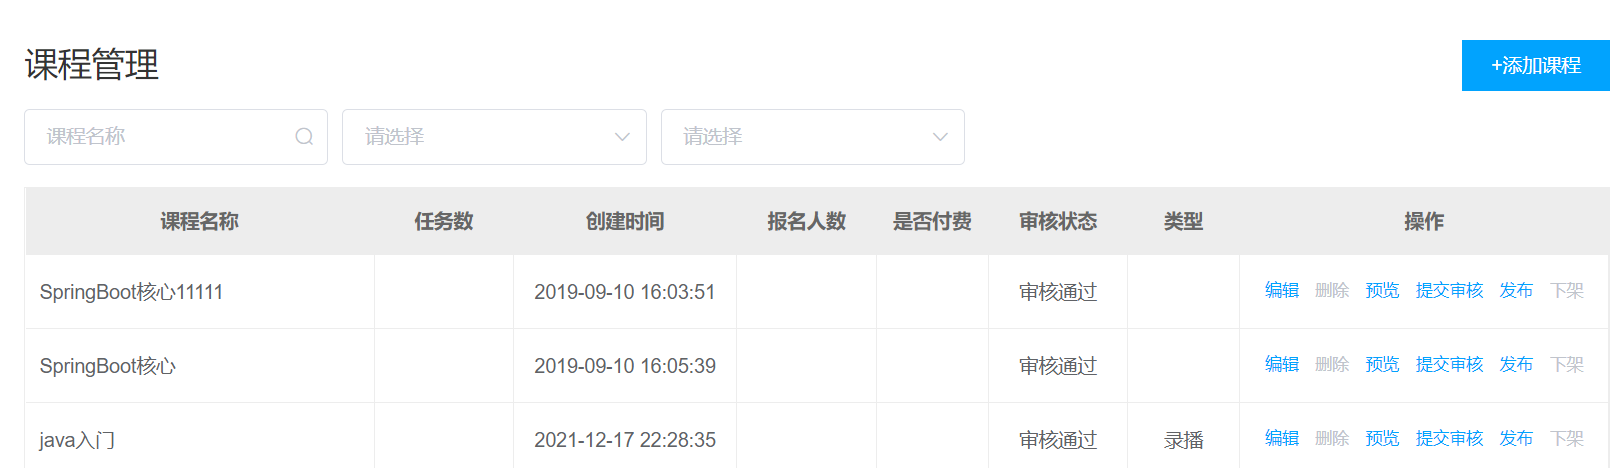 课程管理
+添加课程
课程名称 请选择 请选择
课程名称 任务数 创建时间 报名人数 是否付费 审核状态 类型 操作
SpringBoot核心11111 2019-09-10 16:03:51 审核通过 编辑 删除 预览 提交审核 发布 下架
SpringBoot核心 2019-09-10 16:05:39 审核通过 编辑 删除 预览 提交审核 发布 下架
java入门 2021-12-17 22:28:35 审核通过 录播 编辑 删除 预览 提交审核 发布 下架